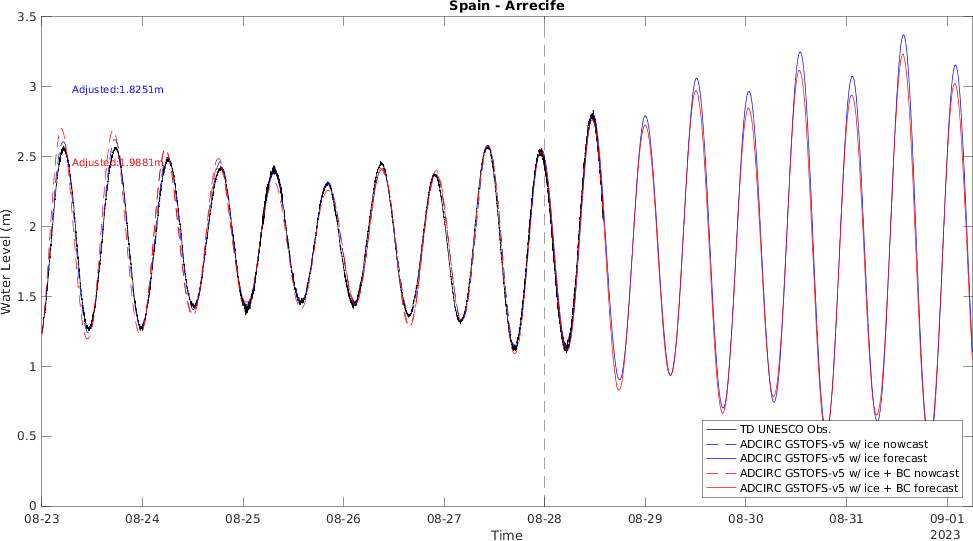 Spain - Arrecife
3.5
3
2.5
2
1.5
1
0.5
0
Water Level (m)
Adjusted:1.8251m
Adjusted:1.9881m
TD UNESCO Obs.
ADCIRC GSTOFS-v5 w/ ice nowcast
ADCIRC GSTOFS-v5 w/ ice forecast
ADCIRC GSTOFS-v5 w/ ice + BC nowcast
ADCIRC GSTOFS-v5 w/ ice + BC forecast
08-23 08-24 08-25 08-26 08-27 08-28 08-29 08-30 08-31 09-01
2023
Time